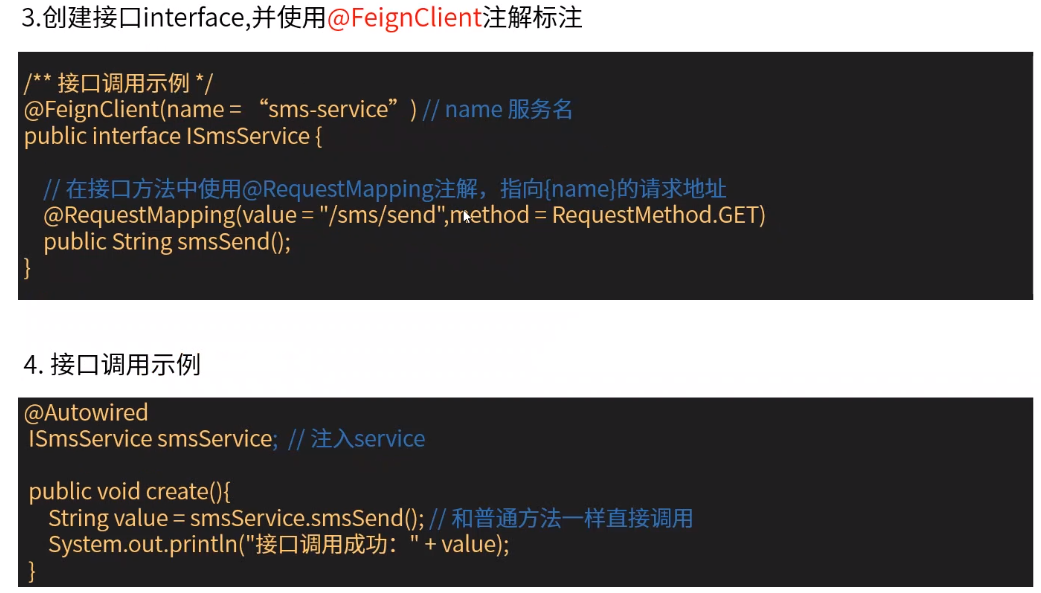 3.创建接口interface,并使用@FeignClient注解标注
/** 接口调用示例 */
@FeignClient(name = “sms-service”) // name 服务名
public interface ISmsService {
// 在接口方法中使用@RequestMapping注解，指向{name}的请求地址
@RequestMapping(value = "/sms/send",method = RequestMethod.GET)
public String smsSend();
}
4. 接口调用示例
@Autowired
ISmsService smsService; // 注入service
public void create(){
String value = smsService.smsSend(); // 和普通方法一样直接调用
System.out.println("接口调用成功：" + value);
}